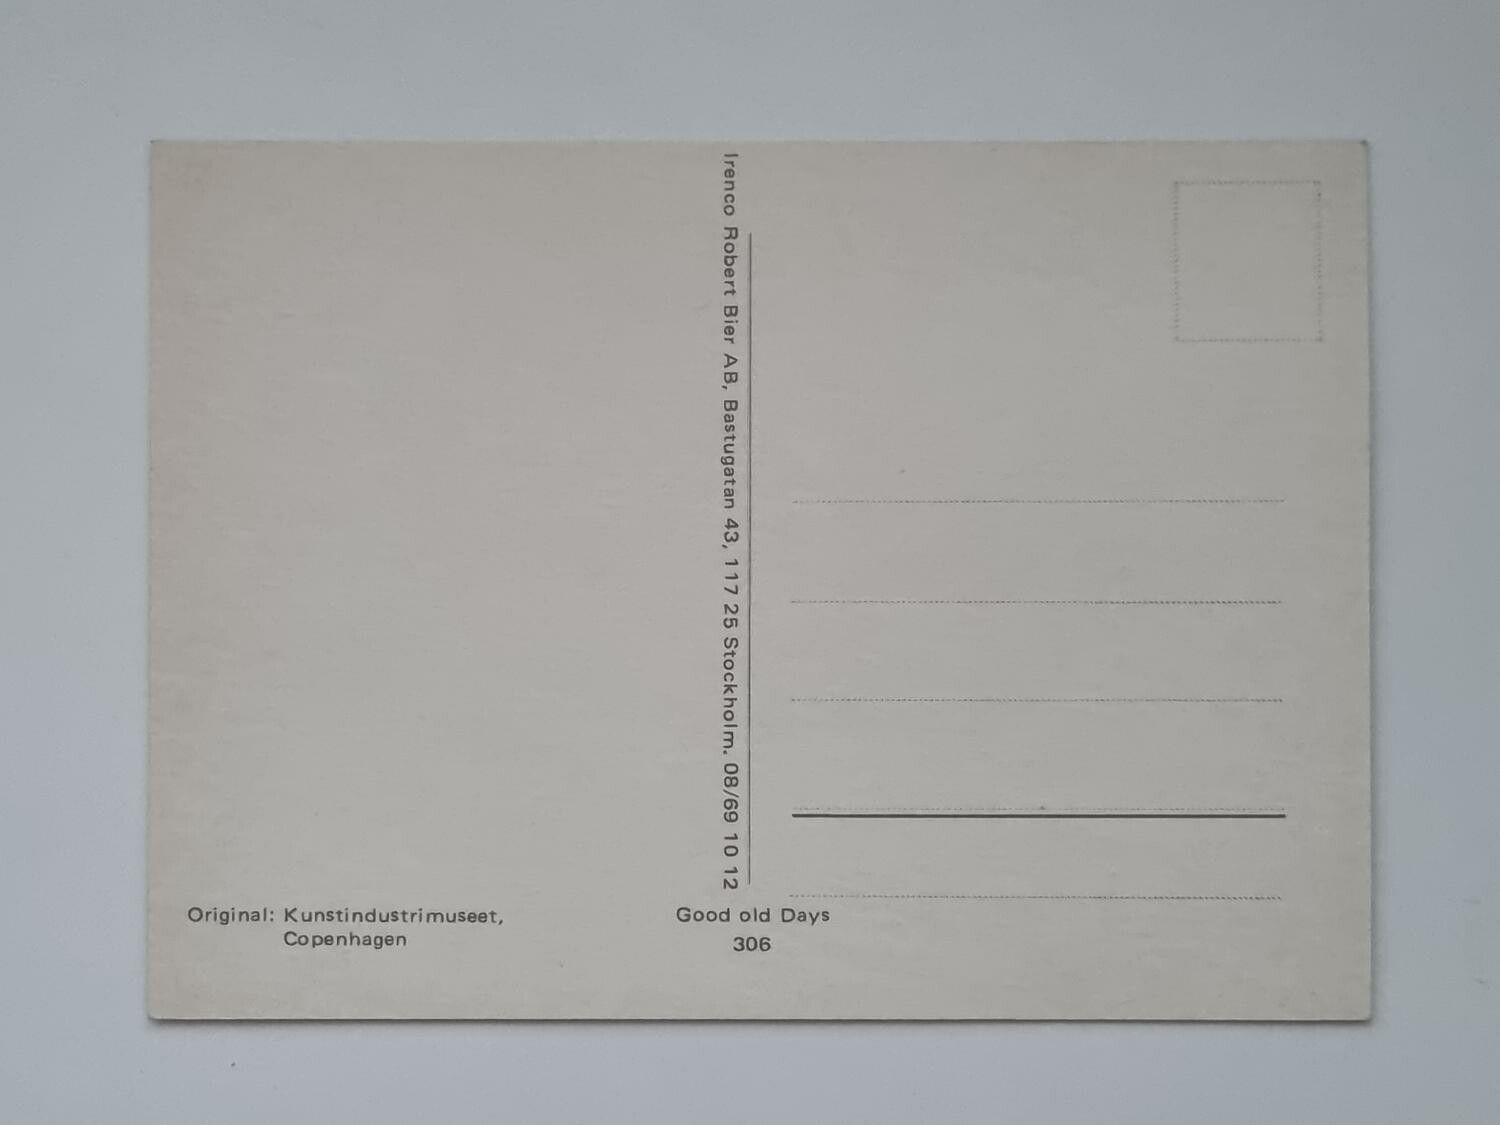 Irenco Robert Bier AB, Bastugatan 43, 117 25 Stockholm. 08/69 10 12
Original: Kunstindustrimuseet,
Copenhagen
Good old Days
306